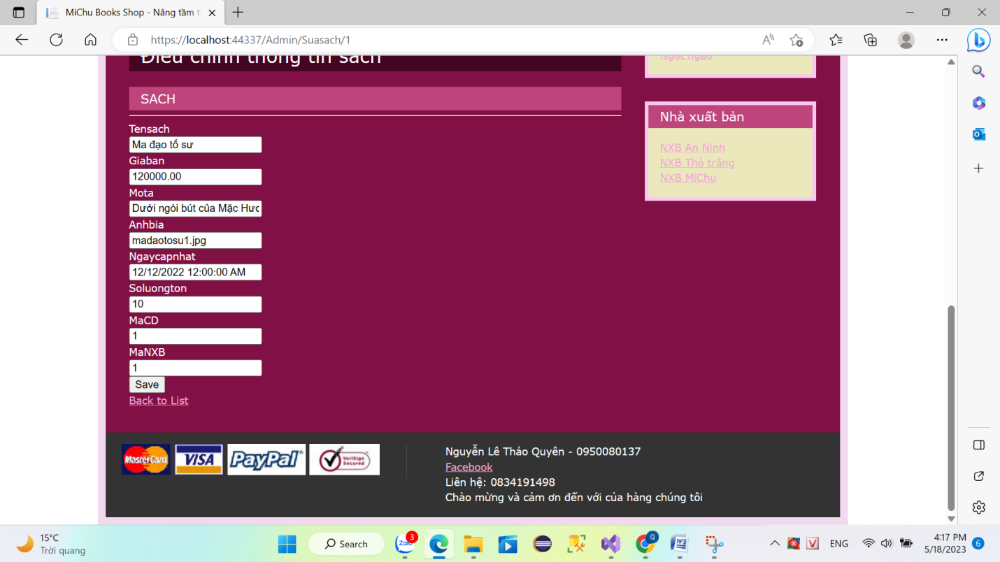 MiChu Books Shop - Nâng tầm t
https://localhost:44337/Admin/Suasach/1
Điều chỉnh thông tin sách
Ngọt ngào
SACH
Tensach
Ma đạo tổ sư
Giaban
120000.00
Mota
Dưới ngòi bút của Mặc Hươ
Anhbia
madaotosu1.jpg
Ngaycapnhat
12/12/2022 12:00:00 AM
Soluongton
10
MaCD
1
MaNXB
1
Save
Back to List
Nhà xuất bản
NXB An Ninh
NXB Thỏ trắng
NXB MiChu
MasterCard
VISA
PayPal
VeriSign
Secured
Nguyễn Lê Thảo Quyên - 0950080137
Facebook
Liên hệ: 0834191498
Chào mừng và cảm ơn đến với của hàng chúng tôi
15°C
Trời quang
Search
Zalo
3
Q
ENG
4:17 PM
5/18/2023
6